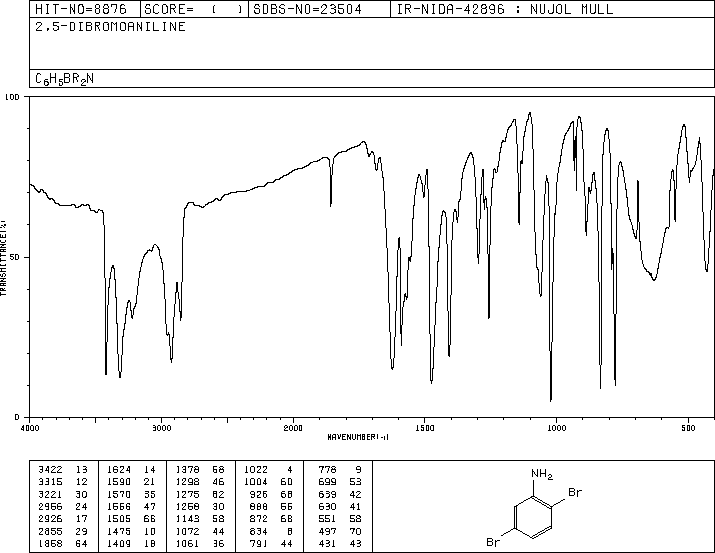 HIT-NO=8876 SCORE= ( ) SDBS-NO=23504 IR-NIDA-42896 : NUJOL MULL
2,5-DIBROMOANILINE
C6H5BR2N
100
50
0
TRANSMITTANCE(%)
4000 3000 2000 1500 1000 500
WAVENUMBER(-1)
3422 13 1624 14 1378 68 1022 4 778 9
3315 12 1590 21 1298 46 1004 60 699 53
3221 30 1570 35 1275 62 926 68 639 42
2956 24 1556 47 1258 30 888 55 630 41
2926 17 1505 66 1143 58 872 68 551 58
2855 29 1475 10 1072 44 834 8 497 70
1858 64 1409 18 1061 36 791 44 431 43
NH2
Br
Br